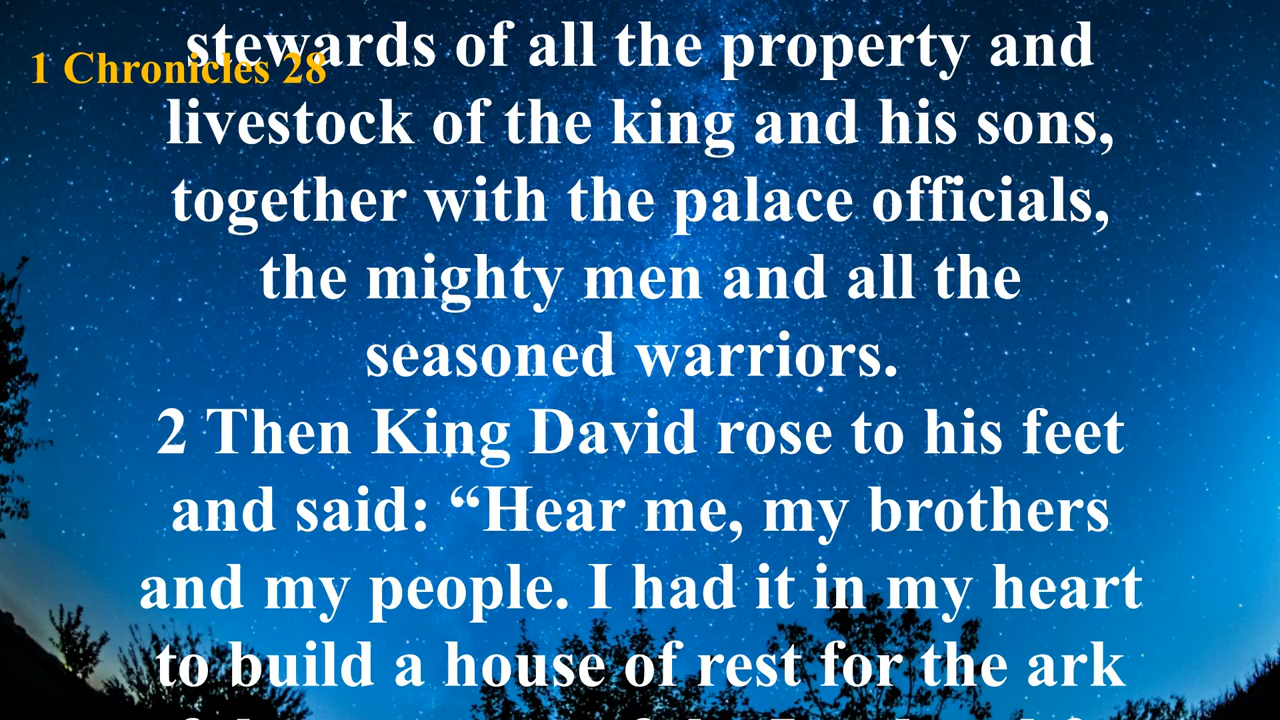 stewards of all the property and
1 Chronicles 28
livestock of the king and his sons,
together with the palace officials,
the mighty men and all the
seasoned warriors.
2 Then King David rose to his feet
and said: “Hear me, my brothers
and my people. I had it in my heart
to build a house of rest for the ark